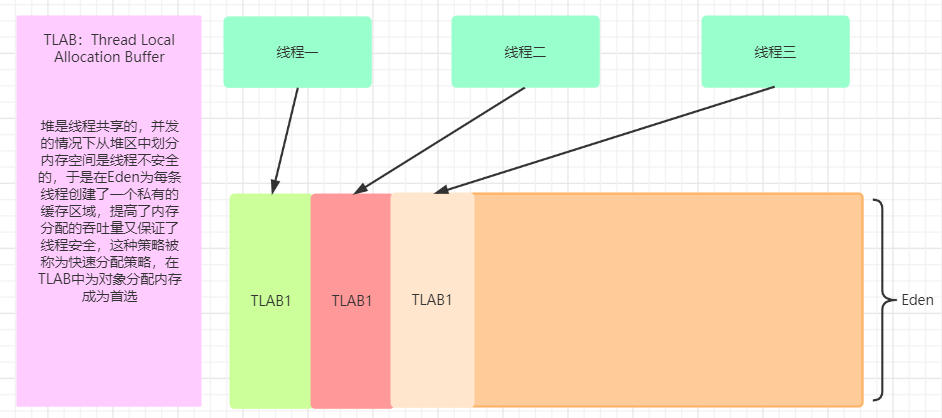 TLAB：Thread Local
Allocation Buffer
堆是线程共享的，并发
的情况下从堆区中划分
内存空间是线程不安全
的，于是在Eden为每条
线程创建了一个私有的
缓存区域，提高了内存
分配的吞吐量又保证了
线程安全，这种策略被
称为快速分配策略，在
TLAB中为对象分配内存
成为首选
线程一
线程二
线程三
TLAB1
TLAB1
TLAB1
Eden